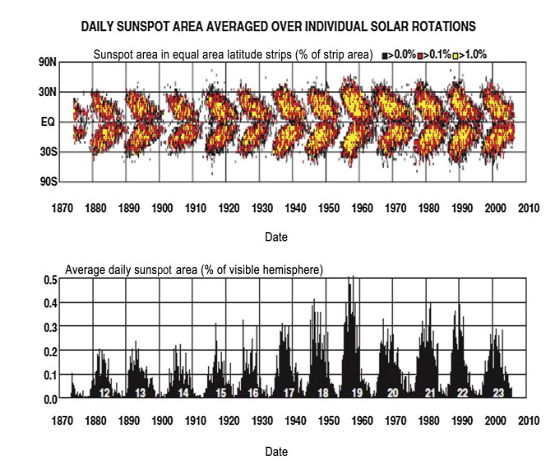 DAILY SUNSPOT AREA AVERAGED OVER INDIVIDUAL SOLAR ROTATIONS
Sunspot area in equal area latitude strips (% of strip area) >0.0% >0.1% >1.0%
90N
30N
EQ
30S
90S
1870 1880 1890 1900 1910 1920 1930 1940 1950 1960 1970 1980 1990 2000 2010
Date
Average daily sunspot area (% of visible hemisphere)
0.5
0.4
0.3
0.2
0.1
0.0
12 13 14 15 16 17 18 19 20 21 22 23
1870 1880 1890 1900 1910 1920 1930 1940 1950 1960 1970 1980 1990 2000 2010
Date